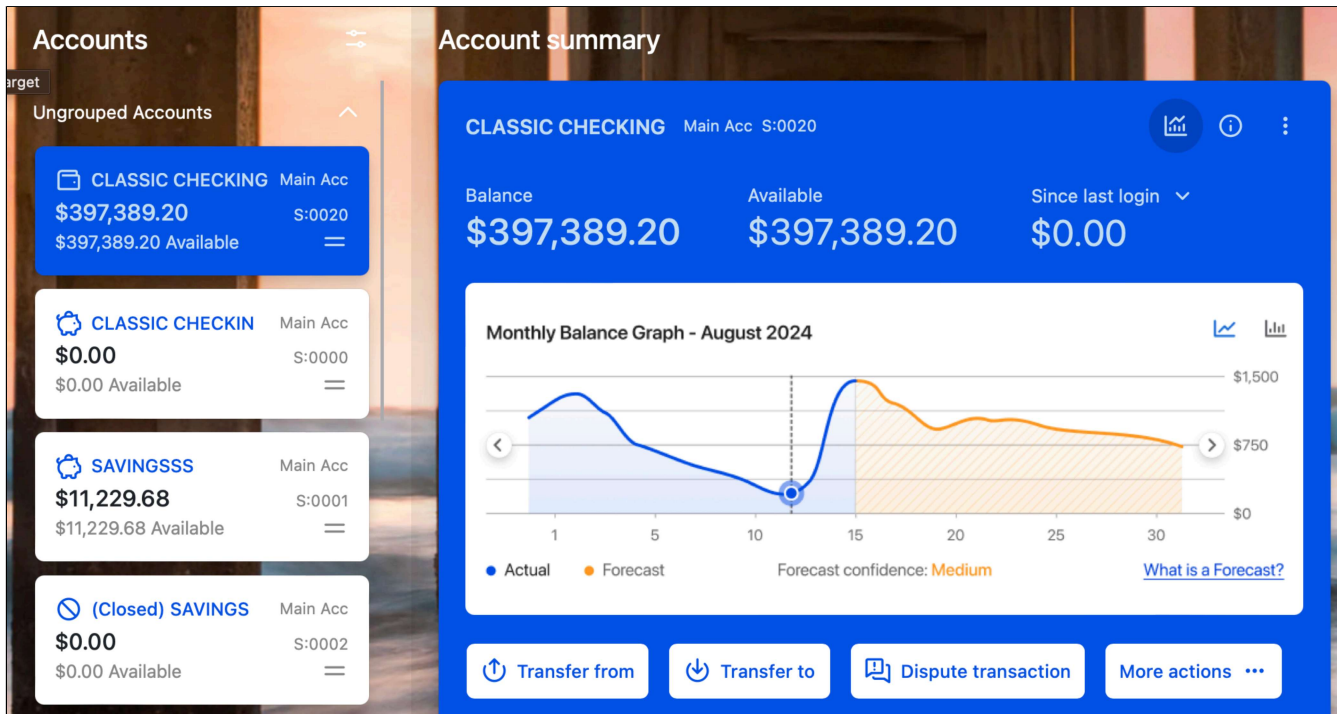 Accounts
arget
Ungrouped Accounts
CLASSIC CHECKING Main Acc
$397,389.20 S:0020
$397,389.20 Available
CLASSIC CHECKIN Main Acc
$0.00 S:0000
$0.00 Available
SAVINGSSS Main Acc
$11,229.68 S:0001
$11,229.68 Available
(Closed) SAVINGS Main Acc
$0.00 S:0002
$0.00 Available
Account summary
CLASSIC CHECKING Main Acc S:0020
Balance Available Since last login
$397,389.20 $397,389.20 $0.00
Monthly Balance Graph - August 2024
$1,500
$750
$0
1 5 10 15 20 25 30
Actual Forecast Forecast confidence: Medium What is a Forecast?
Transfer from Transfer to Dispute transaction More actions